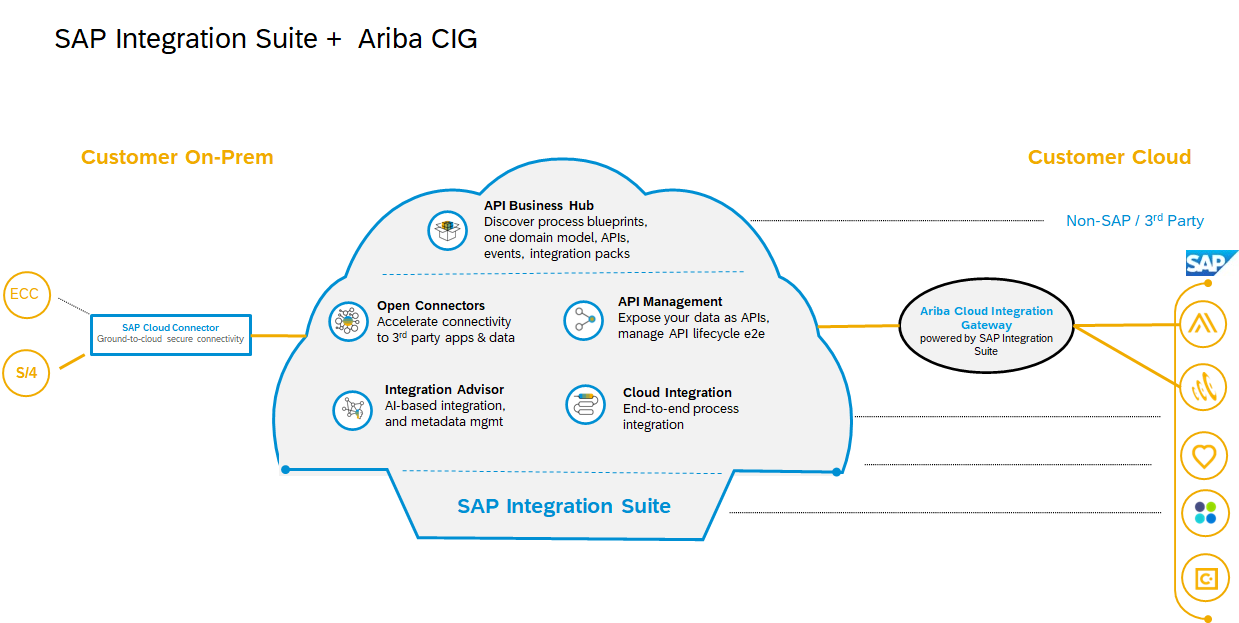 SAP Integration Suite + Ariba CIG
Customer On-Prem
Customer Cloud
API Business Hub
Discover process blueprints,
one domain model, APIs,
events, integration packs
Non-SAP / 3rd Party
SAP
ECC
S/4
SAP Cloud Connector
Ground-to-cloud secure connectivity
Open Connectors
Accelerate connectivity
to 3rd party apps & data
API Management
Expose your data as APIs,
manage API lifecycle e2e
Ariba Cloud Integration
Gateway
powered by SAP Integration
Suite
Integration Advisor
AI-based integration,
and metadata mgmt
Cloud Integration
End-to-end process
integration
SAP Integration Suite